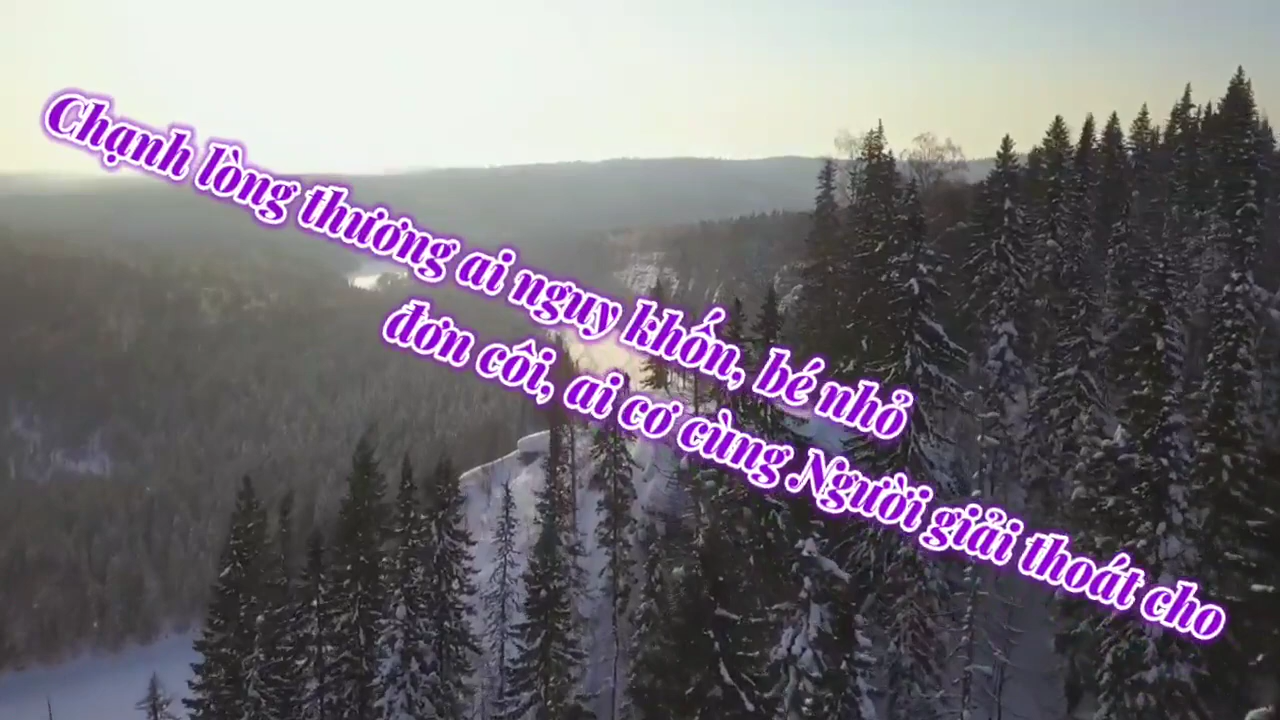 Chạnh lòng thương ai nguy khốn, bé nhỏ
đơn côi, ai cơ cùng Người giải thoát cho